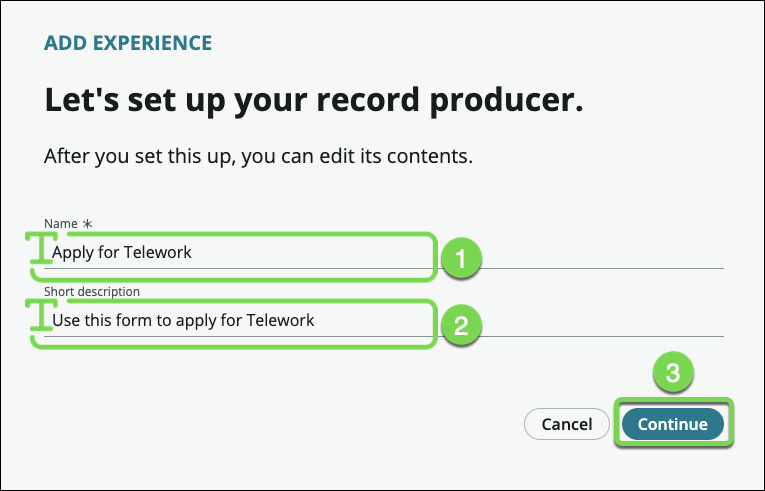 ADD EXPERIENCE
Let's set up your record producer.
After you set this up, you can edit its contents.
Name *
Apply for Telework
1
Short description
Use this form to apply for Telework
2
3
Cancel
Continue